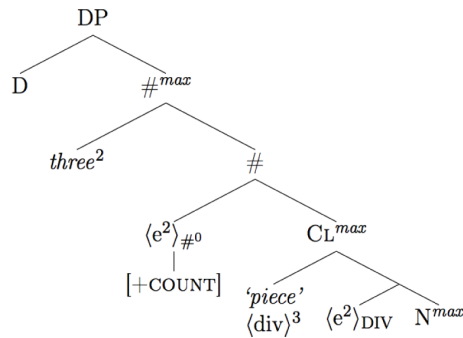 DP
D #ᵐᵃˣ
three² #
⟨e²⟩#⁰ CLᵐᵃˣ
[+COUNT] ‘piece’
⟨div⟩³ ⟨e²⟩DIV Nᵐᵃˣ